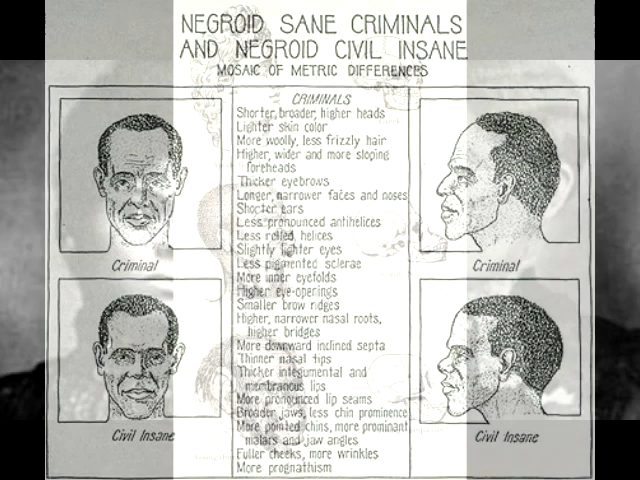 NEGROID SANE CRIMINALS
AND NEGROID CIVIL INSANE
MOSAIC OF METRIC DIFFERENCES
CRIMINALS
Shorter, broader, higher heads
Lighter skin color
More woolly, less frizzly hair
Higher, wider and more sloping
foreheads
Thicker eyebrows
Longer, narrower faces and noses
Shorter ears
Less pronounced antihelices
Less rolled helices
Slightly lighter eyes
Less pigmented sclerae
More inner eyefolds
Higher eye-openings
Smaller brow ridges
Higher, narrower nasal roots,
higher bridges
More downward inclined septa
Thinner nasal tips
Thicker integumental and
membranous lips
More pronounced lip seams
Broader jaws, less chin prominence
More pointed chins, more prominant
malars and jaw angles
Fuller cheeks, more wrinkles
More prognathism
Criminal
Criminal
Civil Insane
Civil Insane